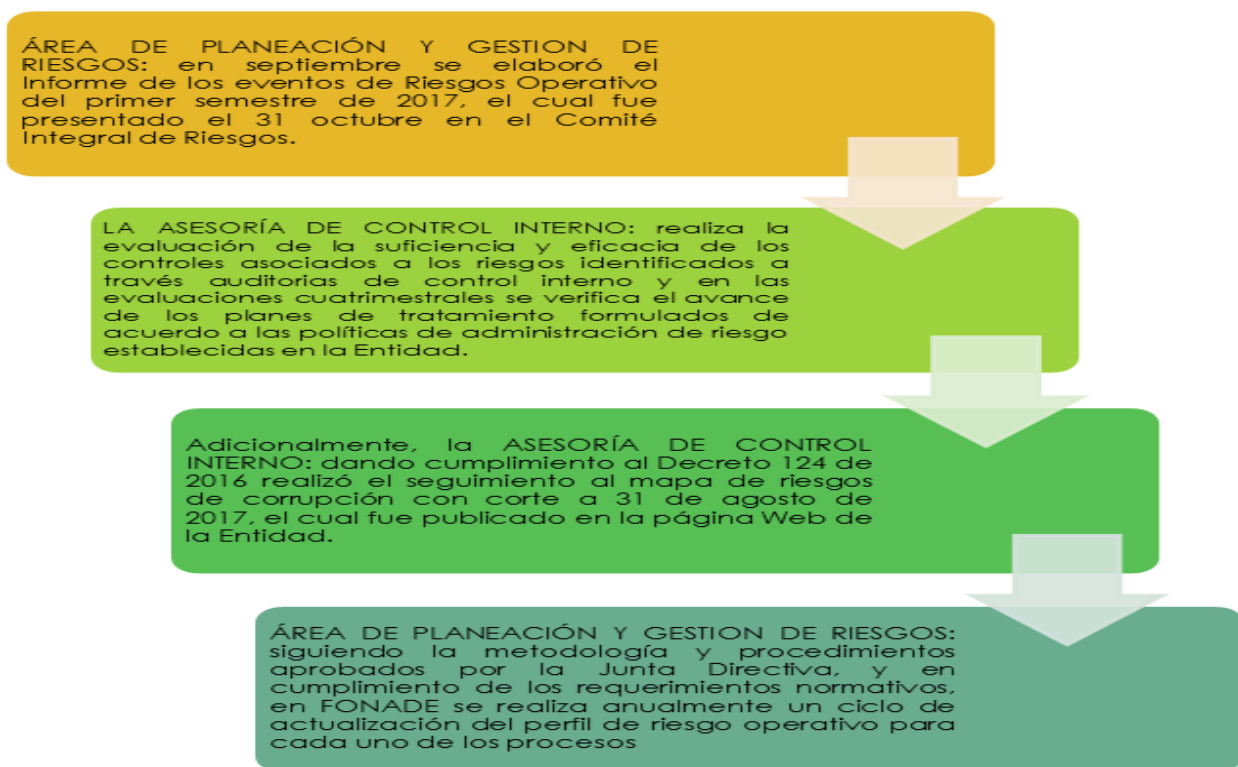 ÁREA DE PLANEACIÓN Y GESTION DE
RIESGOS: en septiembre se elaboró el
Informe de los eventos de Riesgos Operativo
del primer semestre de 2017, el cual fue
presentado el 31 octubre en el Comité
Integral de Riesgos.
LA ASESORÍA DE CONTROL INTERNO: realiza la
evaluación de la suficiencia y eficacia de los
controles asociados a los riesgos identificados a
través auditorias de control interno y en las
evaluaciones cuatrimestrales se verifica el avance
de los planes de tratamiento formulados de
acuerdo a las políticas de administración de riesgo
establecidas en la Entidad.
Adicionalmente, la ASESORÍA DE CONTROL
INTERNO: dando cumplimiento al Decreto 124 de
2016 realizó el seguimiento al mapa de riesgos
de corrupción con corte a 31 de agosto de
2017, el cual fue publicado en la página Web de
la Entidad.
ÁREA DE PLANEACIÓN Y GESTION DE RIESGOS:
siguiendo la metodología y procedimientos
aprobados por la Junta Directiva, y en
cumplimiento de los requerimientos normativos,
en FONADE se realiza anualmente un ciclo de
actualización del perfil de riesgo operativo para
cada uno de los procesos